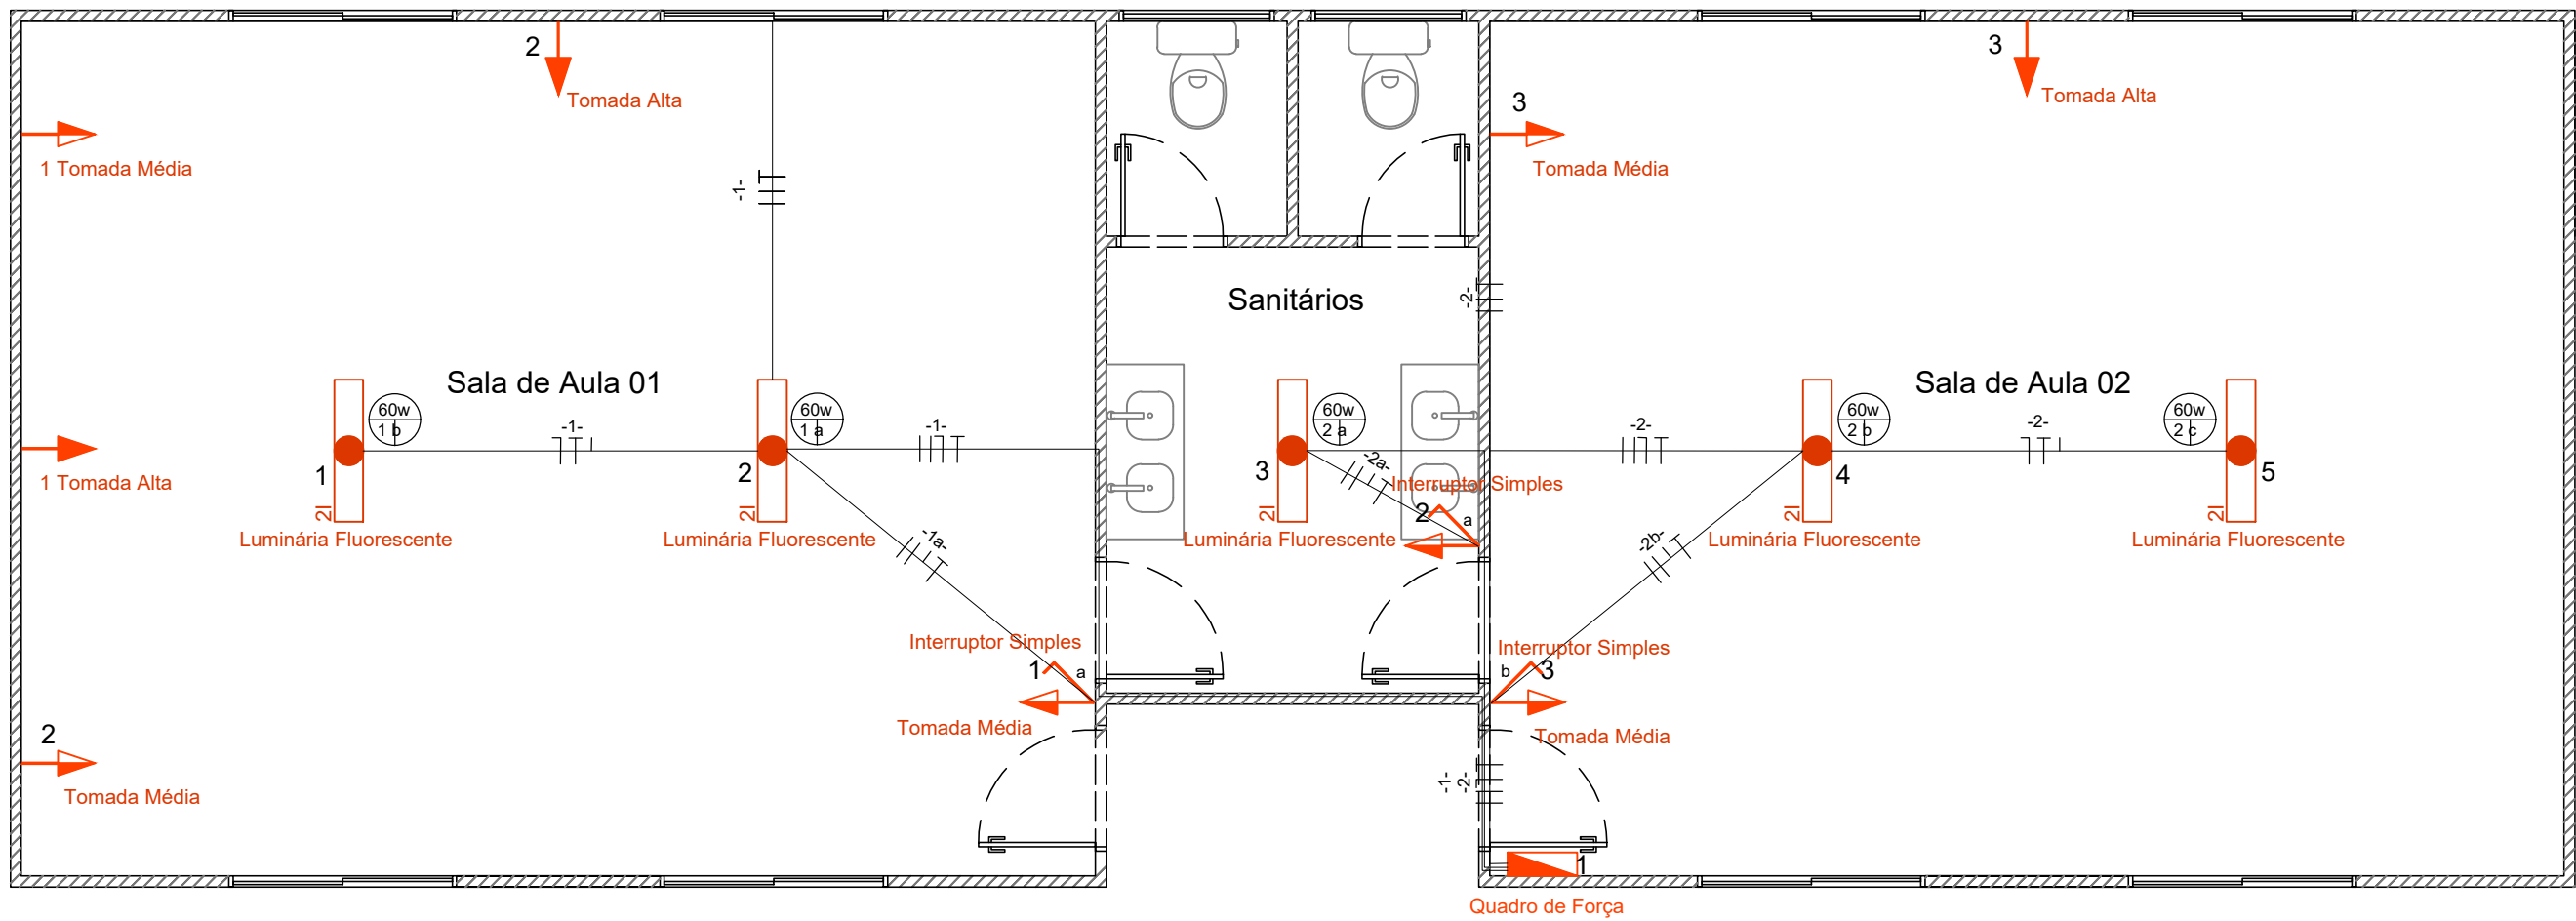 2
Tomada Alta
3
Tomada Alta
1 Tomada Média
3
Tomada Média
-1-
Sanitários
-2-
Sala de Aula 01
Sala de Aula 02
60w
1 b
60w
1 a
60w
2 a
60w
2 b
60w
2 c
-1-
-1-
-2-
-2-
1
2
3
4
5
1 Tomada Alta
-2a-
Interruptor Simples
2
a
2l
2l
2l
2l
2l
Luminária Fluorescente
Luminária Fluorescente
Luminária Fluorescente
Luminária Fluorescente
Luminária Fluorescente
-1a-
-2b-
Interruptor Simples
1
a
Interruptor Simples
b
3
Tomada Média
Tomada Média
2
Tomada Média
-1-
-2-
1
Quadro de Força